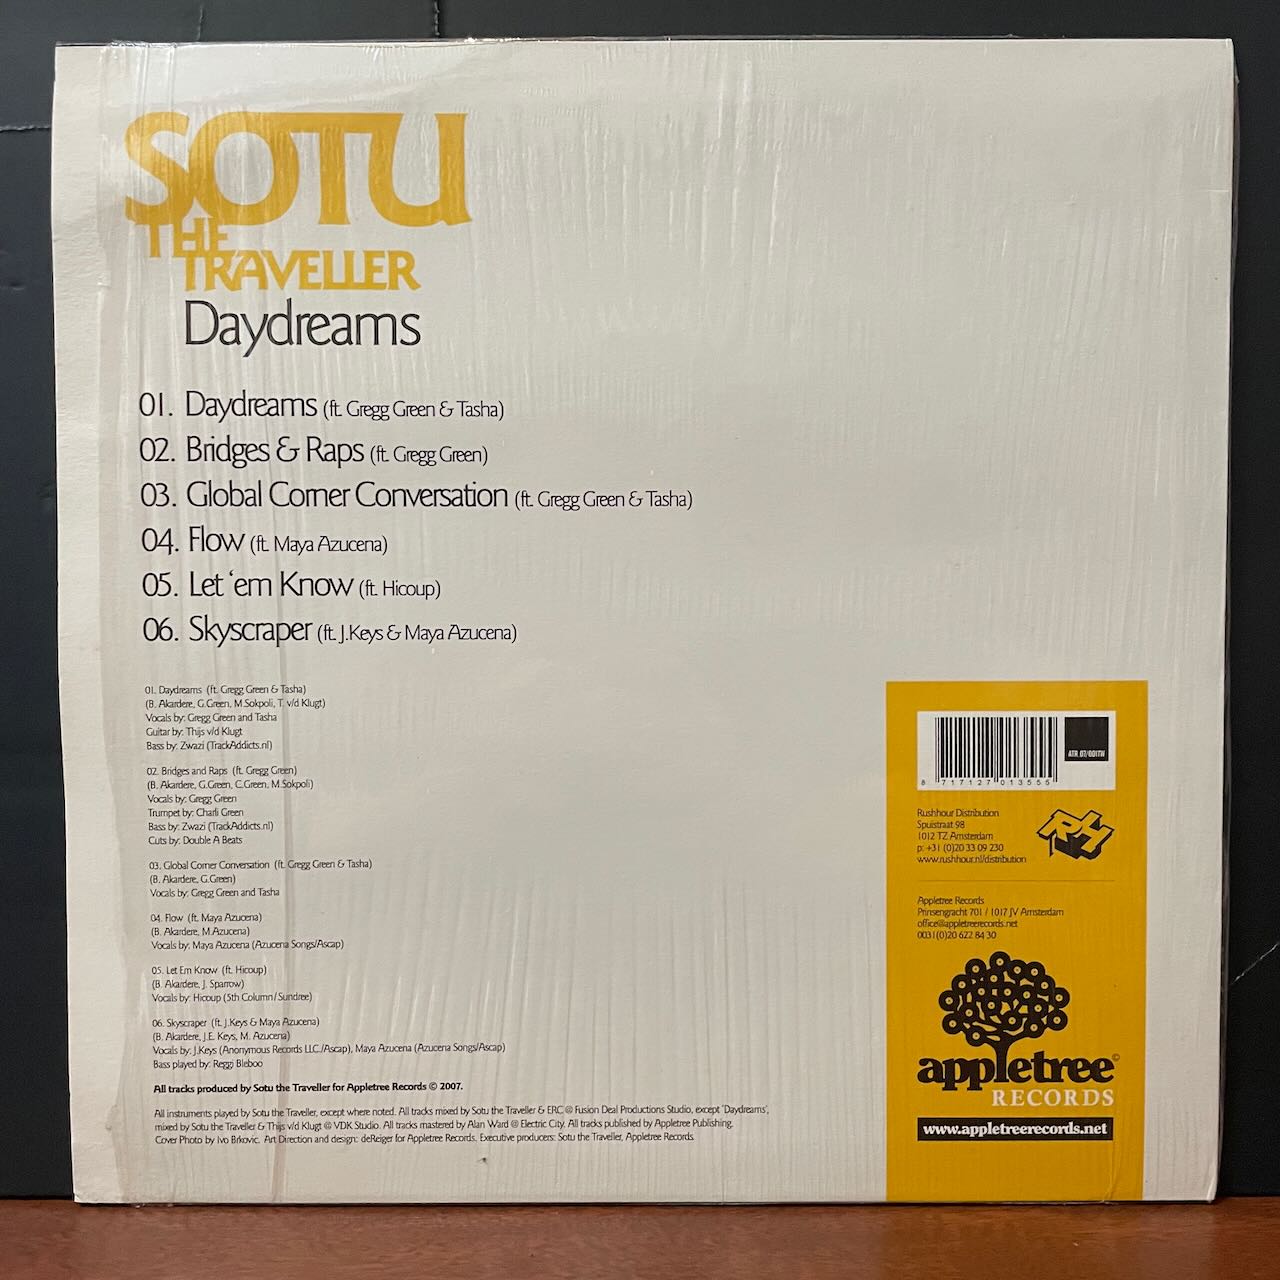 SOTU
THE
TRAVELLER
Daydreams
01. Daydreams (ft. Gregg Green & Tasha)
02. Bridges & Raps (ft. Gregg Green)
03. Global Corner Conversation (ft. Gregg Green & Tasha)
04. Flow (ft. Maya Azucena)
05. Let 'em Know (ft. Hicoup)
06. Skyscraper (ft. J.Keys & Maya Azucena)
01. Daydreams (ft. Gregg Green & Tasha)
(B. Akardere, G.Green, M.Sokpoli, T. v/d Klugt)
Vocals by: Gregg Green and Tasha
Guitar by: Thijs v/d Klugt
Bass by: Zwazi (TrackAddicts.nl)
02. Bridges and Raps (ft. Gregg Green)
(B. Akardere, G.Green, C.Green, M.Sokpoli)
Vocals by: Gregg Green
Trumpet by: Charli Green
Bass by: Zwazi (TrackAddicts.nl)
Cuts by: Double A Beats
03. Global Corner Conversation (ft. Gregg Green & Tasha)
(B. Akardere, G.Green)
Vocals by: Gregg Green and Tasha
04. Flow (ft. Maya Azucena)
(B. Akardere, M.Azucena)
Vocals by: Maya Azucena (Azucena Songs/Ascap)
05. Let Em Know (ft. Hicoup)
(B. Akardere, J. Sparrow)
Vocals by: Hicoup (5th Column/Sundree)
06. Skyscraper (ft. J.Keys & Maya Azucena)
(B. Akardere, J.E. Keys, M. Azucena)
Vocals by: J.Keys (Anonymous Records LLC./Ascap), Maya Azucena (Azucena Songs/Ascap)
Bass played by: Reggi Bleboo
All tracks produced by Sotu the Traveller for Appletree Records © 2007.
All instruments played by Sotu the Traveller, except where noted. All tracks mixed by Sotu the Traveller & ERC @ Fusion Deal Productions Studio, except 'Daydreams',
mixed by Sotu the Traveller & Thijs v/d Klugt @ VDK Studio. All tracks mastered by Alan Ward @ Electric City. All tracks published by Appletree Publishing.
Cover Photo by Ivo Brkovic. Art Direction and design: deReiger for Appletree Records. Executive producers: Sotu the Traveller, Appletree Records.
ATR 07/001TW
8 717127 013555
Rushhour Distribution
Spuistraat 98
1012 TZ Amsterdam
p: +31 (0)20 33 09 230
www.rushhour.nl/distribution
RH
Appletree Records
Prinsengracht 701 / 1017 JV Amsterdam
office@appletreerecords.net
0031(0)20 622 84 30
appletree©
RECORDS
www.appletreerecords.net